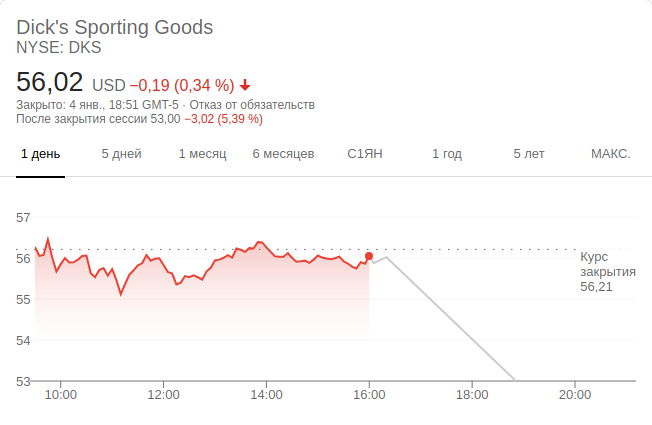 Dick's Sporting Goods
NYSE: DKS
56,02 USD −0,19 (0,34 %)
Закрыто: 4 янв., 18:51 GMT-5 · Отказ от обязательств
После закрытия сессии 53,00 −3,02 (5,39 %)
1 день 5 дней 1 месяц 6 месяцев С1ЯН 1 год 5 лет МАКС.
57
56
55
54
53
Курс
закрытия
56,21
10:00 12:00 14:00 16:00 18:00 20:00